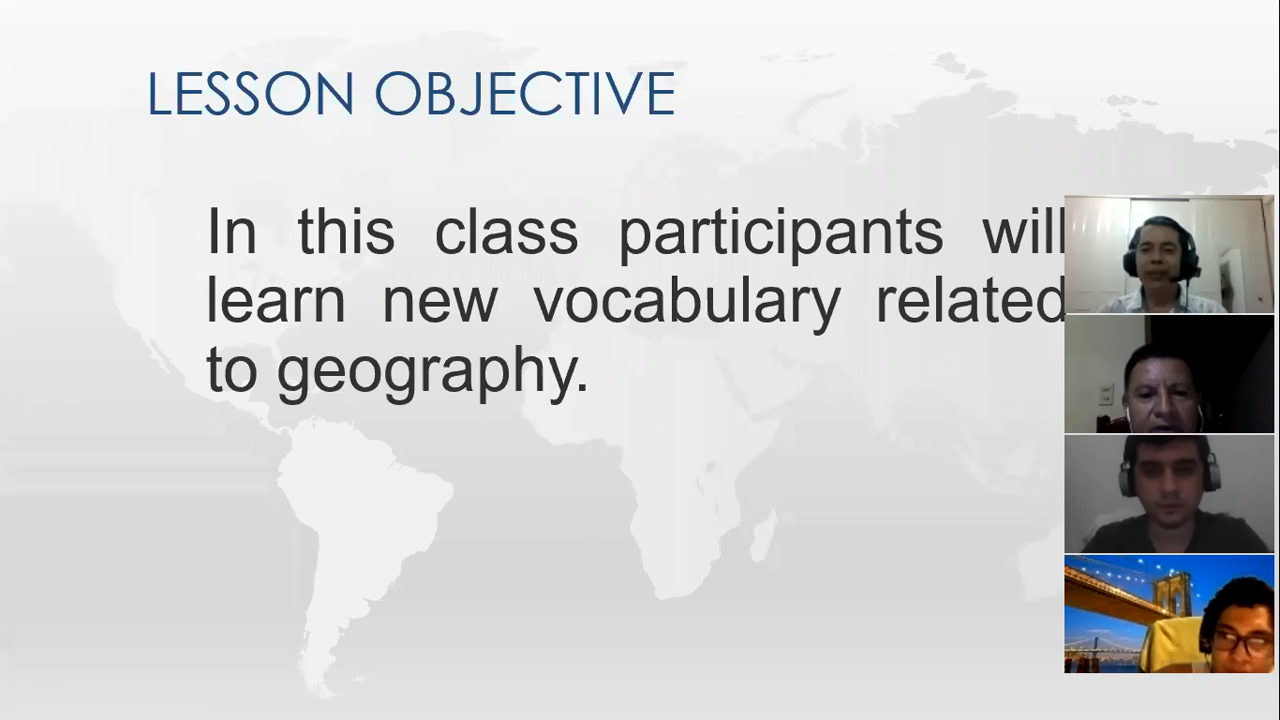 LESSON OBJECTIVE
In this class participants will
learn new vocabulary related
to geography.